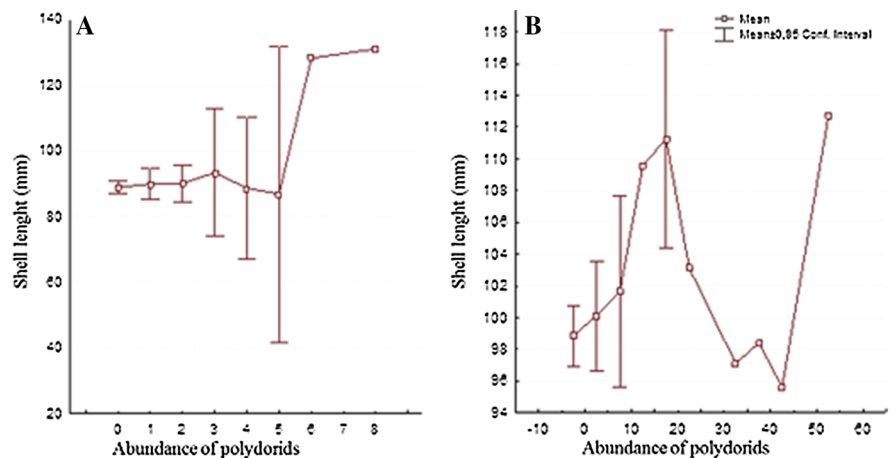 A
Shell lenght (mm)
140
120
100
80
60
40
20
0 1 2 3 4 5 6 7 8
Abundance of polydorids
B
Mean
Mean±0,95 Conf. Interval
Shell lenght (mm)
118
116
114
112
110
108
106
104
102
100
98
96
94
-10 0 10 20 30 40 50 60
Abundance of polydorids